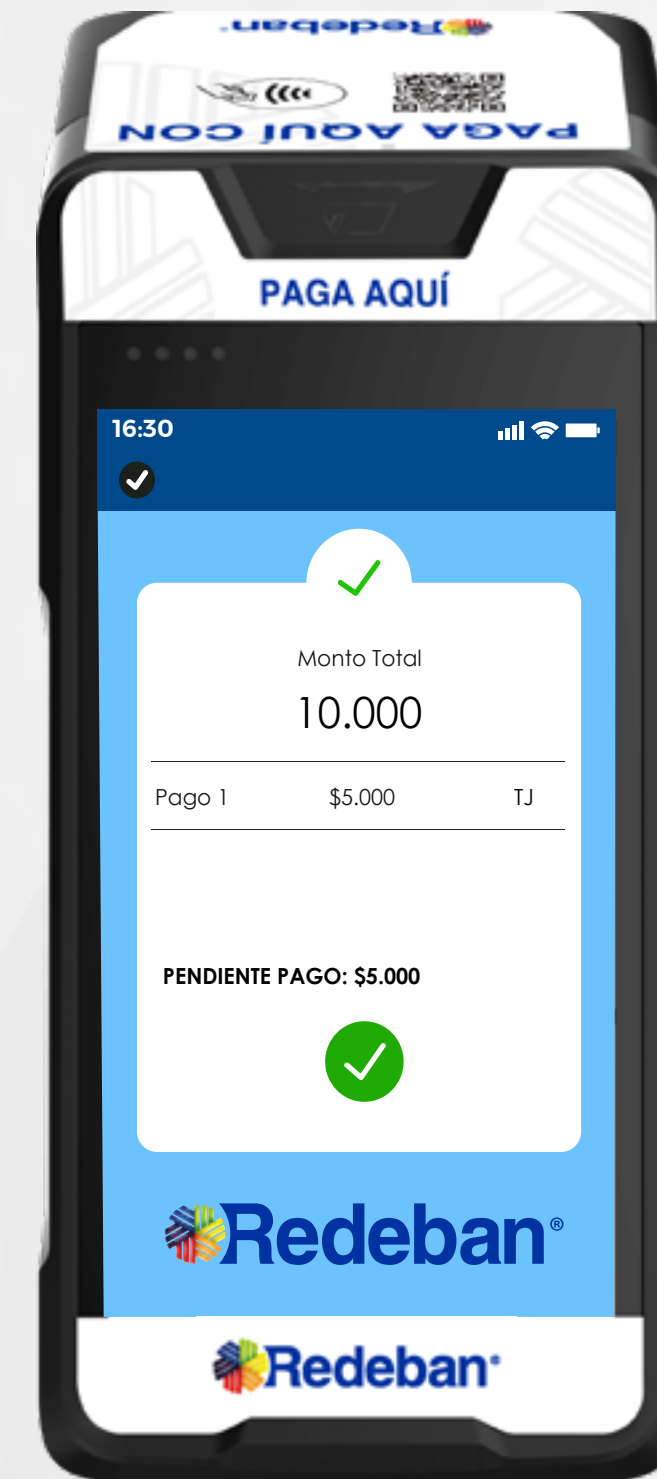 Redeban
PAGA AQUÍ CON
PAGA AQUÍ
16:30
Monto Total
10.000
Pago 1 $5.000 TJ
PENDIENTE PAGO: $5.000
Redeban®
Redeban